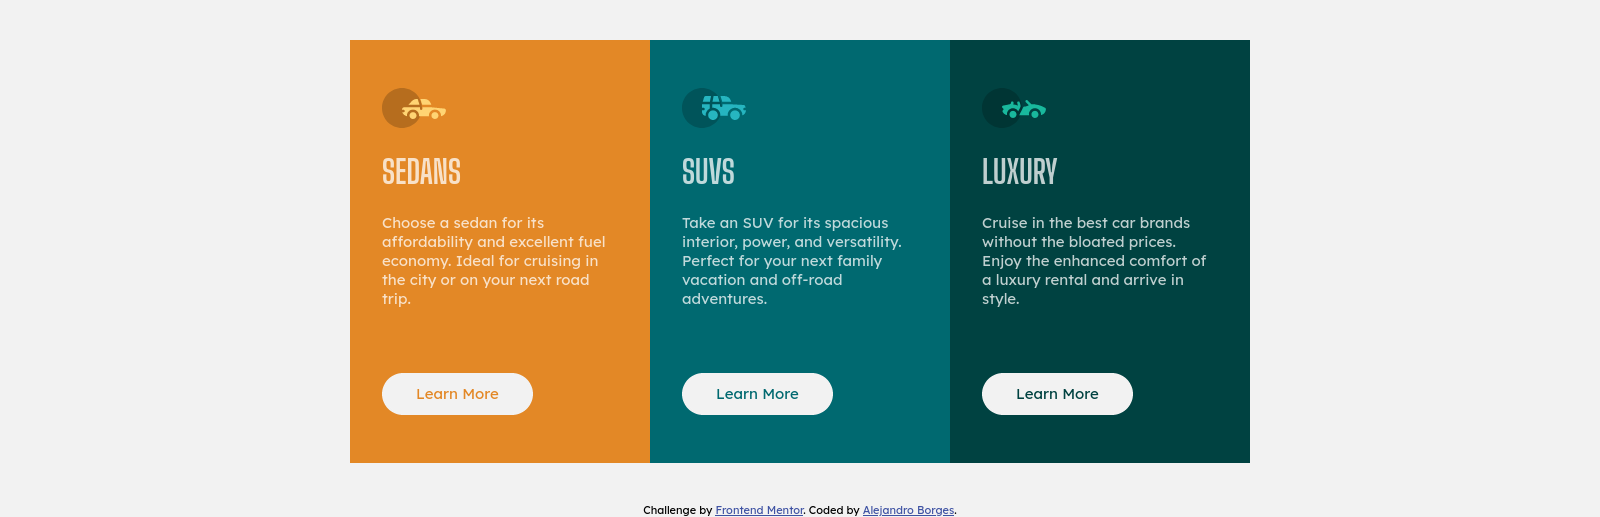 SEDANS
Choose a sedan for its
affordability and excellent fuel
economy. Ideal for cruising in
the city or on your next road
trip.
Learn More
SUVS
Take an SUV for its spacious
interior, power, and versatility.
Perfect for your next family
vacation and off-road
adventures.
Learn More
LUXURY
Cruise in the best car brands
without the bloated prices.
Enjoy the enhanced comfort of
a luxury rental and arrive in
style.
Learn More
Challenge by Frontend Mentor. Coded by Alejandro Borges.